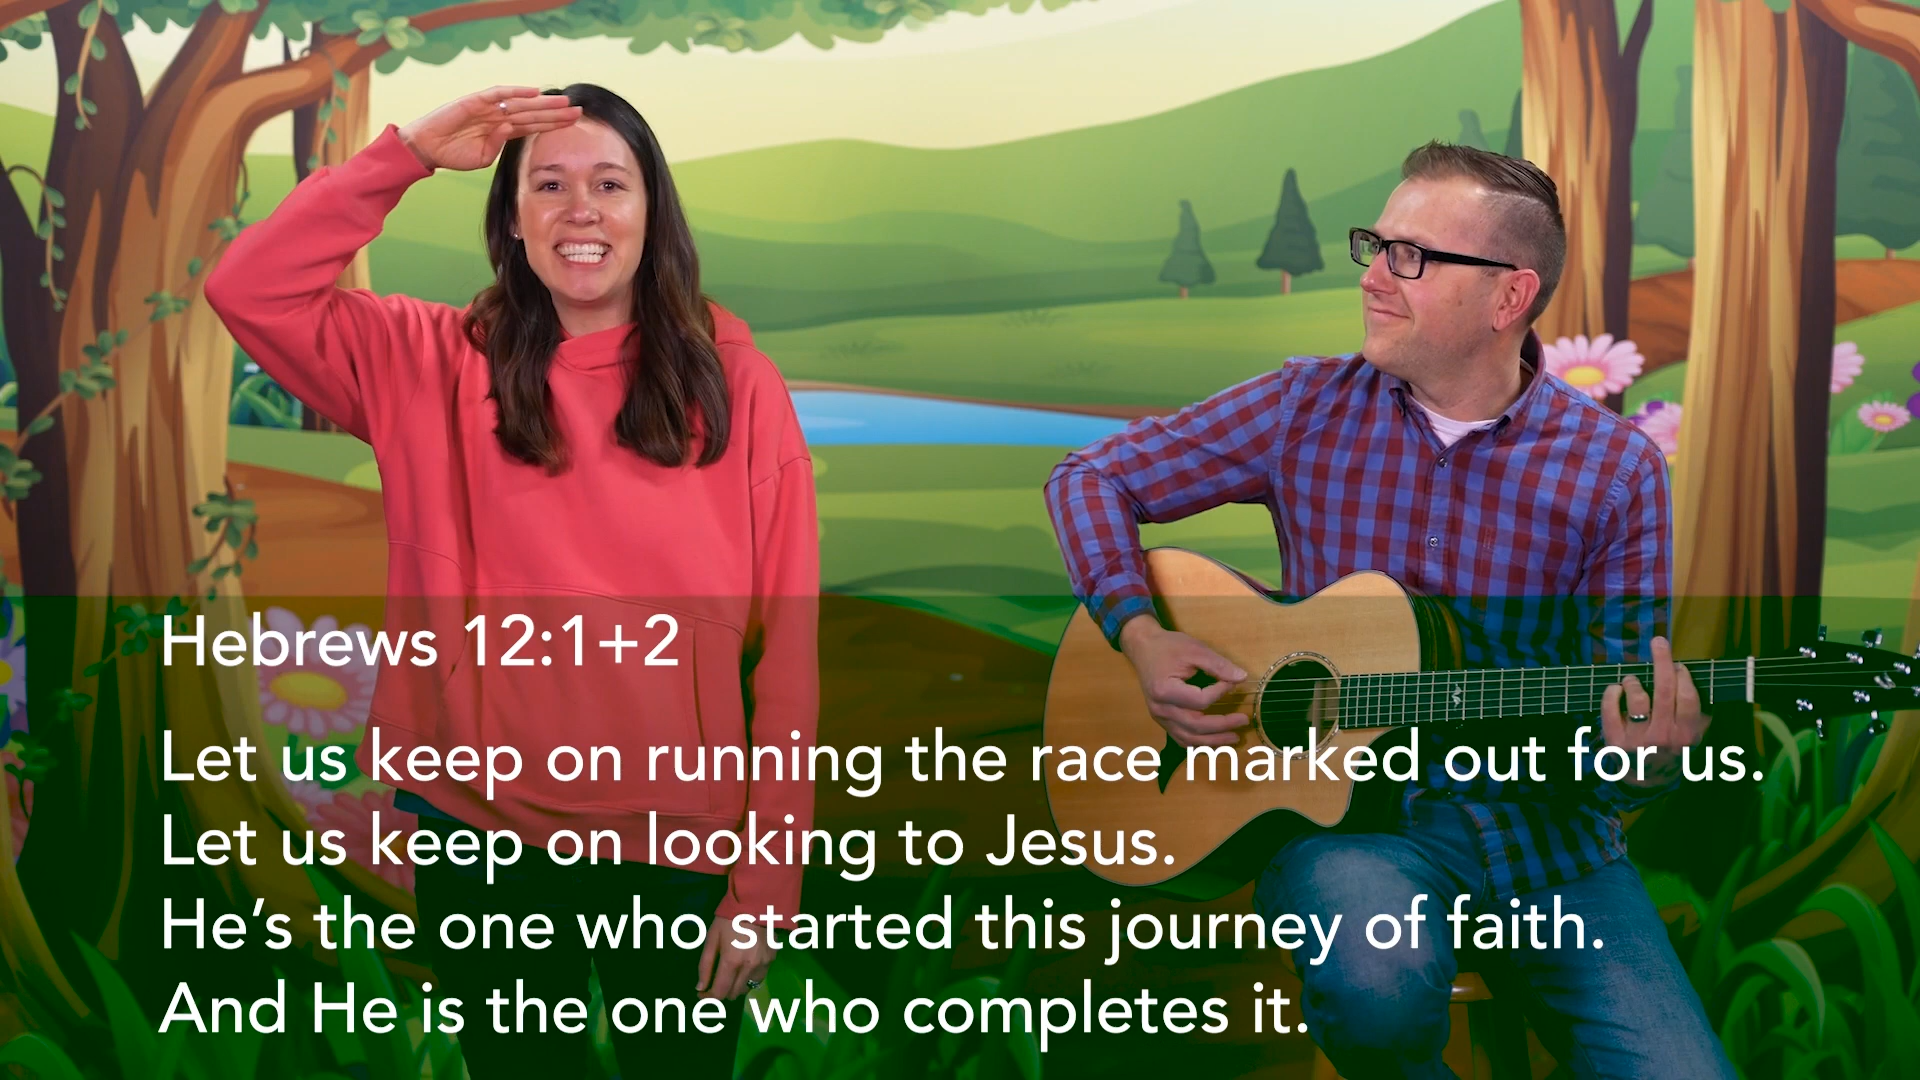 Hebrews 12:1+2
Let us keep on running the race marked out for us.
Let us keep on looking to Jesus.
He’s the one who started this journey of faith.
And He is the one who completes it.